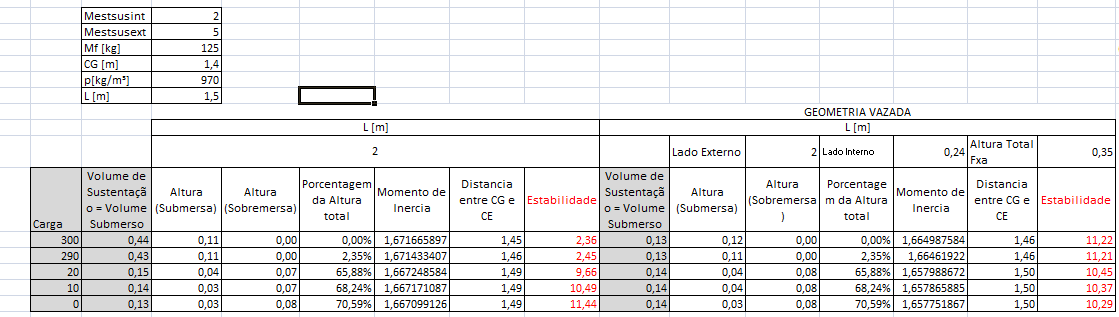 Mestsusint 2
Mestsusext 5
Mf [kg] 125
CG [m] 1,4
p[kg/m³] 970
L [m] 1,5
GEOMETRIA VAZADA
L [m] L [m]
2 Lado Externo 2 Lado Interno 0,24 Altura Total Fxa 0,35
Carga Volume de Sustentaçã o = Volume Submerso Altura (Submersa) Altura (Sobremersa) Porcentagem da Altura total Momento de Inercia Distancia entre CG e CE Estabilidade Volume de Sustentaçã o = Volume Submerso Altura (Submersa) Altura (Sobremersa ) Porcentage m da Altura total Momento de Inercia Distancia entre CG e CE Estabilidade
300 0,44 0,11 0,00 0,00% 1,671665897 1,45 2,36 0,13 0,12 0,00 0,00% 1,664987584 1,46 11,22
290 0,43 0,11 0,00 2,35% 1,671433407 1,46 2,45 0,13 0,11 0,00 2,35% 1,66461922 1,46 11,21
20 0,15 0,04 0,07 65,88% 1,667248584 1,49 9,66 0,14 0,04 0,08 65,88% 1,657988672 1,50 10,45
10 0,14 0,03 0,07 68,24% 1,667171087 1,49 10,49 0,14 0,04 0,08 68,24% 1,657865885 1,50 10,37
0 0,13 0,03 0,08 70,59% 1,667099126 1,49 11,44 0,14 0,03 0,08 70,59% 1,657751867 1,50 10,29